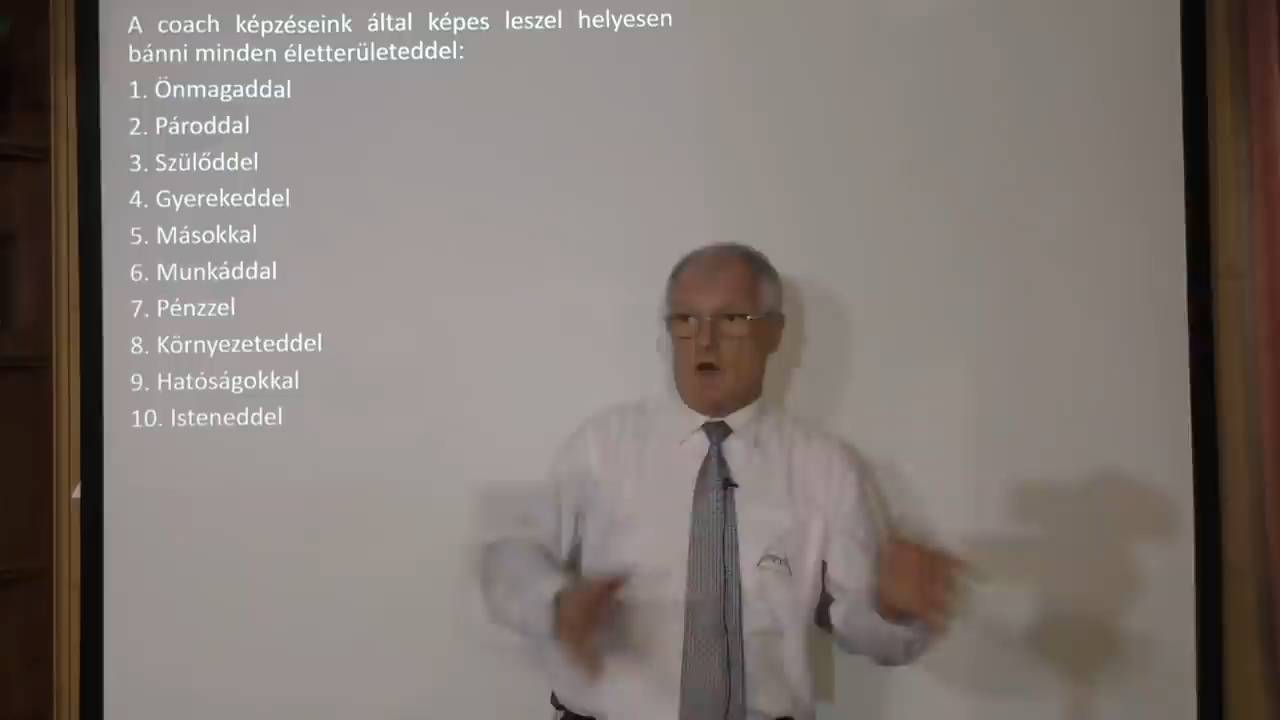 A coach képzéseink által képes leszel helyesen
bánni minden életterületeddel:
1. Önmagaddal
2. Pároddal
3. Szülőddel
4. Gyerekeddel
5. Másokkal
6. Munkáddal
7. Pénzzel
8. Környezeteddel
9. Hatóságokkal
10. Isteneddel